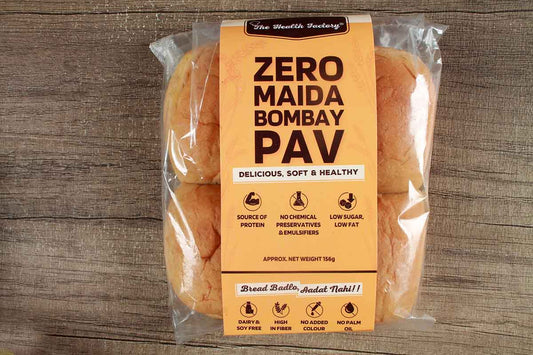 The Health Factory
ZERO
MAIDA
BOMBAY
PAV
DELICIOUS, SOFT & HEALTHY
SOURCE OF
PROTEIN
NO CHEMICAL
PRESERVATIVES
& EMULSIFIERS
LOW SUGAR,
LOW FAT
APPROX. NET WEIGHT 156g
Bread Badlo, Aadat Nahi!!
DAIRY &
SOY FREE
HIGH
IN FIBER
NO ADDED
COLOUR
NO PALM
OIL